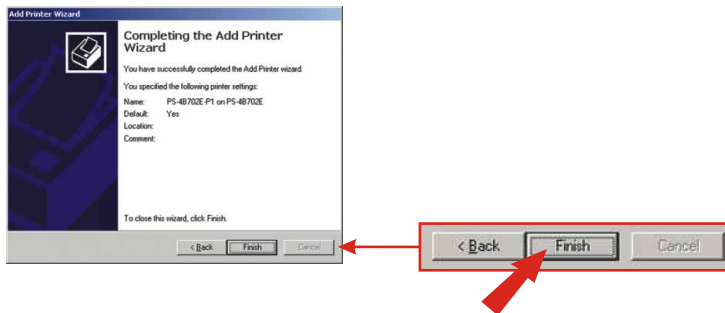 Add Printer Wizard
Completing the Add Printer
Wizard
You have successfully completed the Add Printer wizard.
You specified the following printer settings:
Name: PS-4B702E-P1 on PS-4B702E
Default: Yes
Location:
Comment:
To close this wizard, click Finish.
< Back Finish Cancel
< Back Finish Cancel